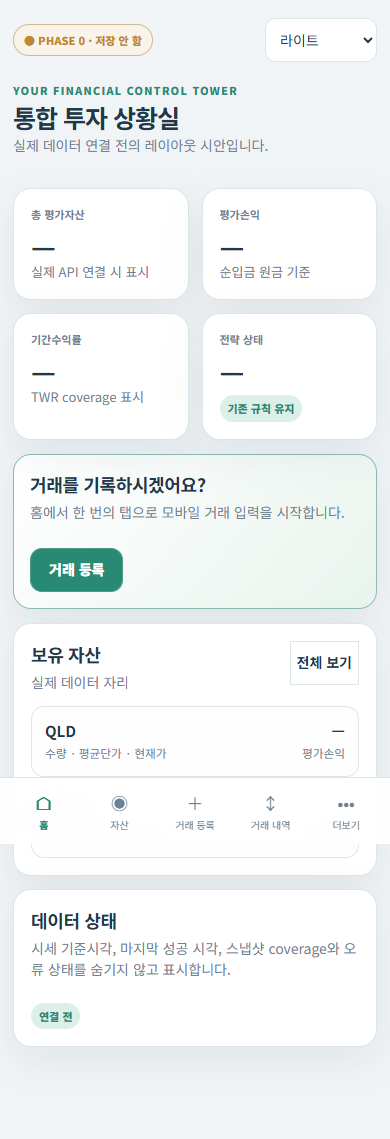 PHASE 0 · 저장 안 함
라이트
YOUR FINANCIAL CONTROL TOWER
통합 투자 상황실
실제 데이터 연결 전의 레이아웃 시안입니다.
총 평가자산
—
실제 API 연결 시 표시
평가손익
—
순입금 원금 기준
기간수익률
—
TWR coverage 표시
전략 상태
—
기존 규칙 유지
거래를 기록하시겠어요?
홈에서 한 번의 탭으로 모바일 거래 입력을 시작합니다.
거래 등록
보유 자산
전체 보기
실제 데이터 자리
QLD
—
수량 · 평균단가 · 현재가
평가손익
홈
자산
거래 등록
거래 내역
더보기
데이터 상태
시세 기준시각, 마지막 성공 시각, 스냅샷 coverage와 오
류 상태를 숨기지 않고 표시합니다.
연결 전